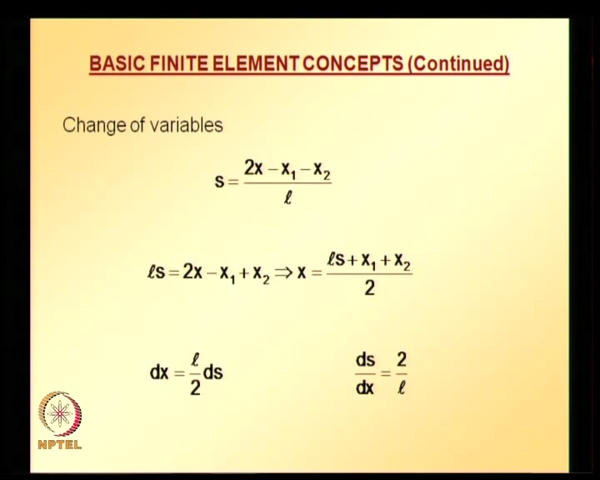 BASIC FINITE ELEMENT CONCEPTS (Continued)
Change of variables
s = (2x − x₁ − x₂) / ℓ
ℓs = 2x − x₁ + x₂ ⇒ x = (ℓs + x₁ + x₂) / 2
dx = ℓ/2 ds    ds/dx = 2/ℓ
NPTEL